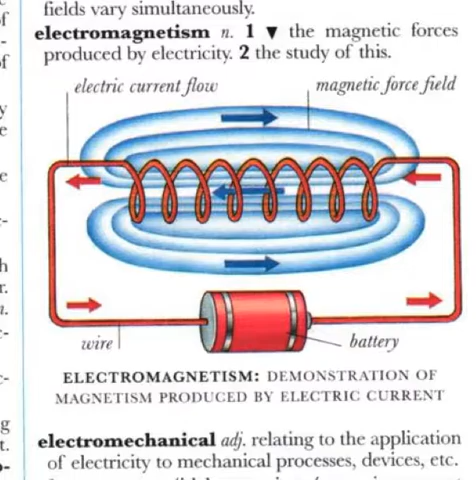 fields vary simultaneously.
electromagnetism n. 1 ▼ the magnetic forces
produced by electricity. 2 the study of this.
electric current flow
magnetic force field
wire
battery
ELECTROMAGNETISM: DEMONSTRATION OF
MAGNETISM PRODUCED BY ELECTRIC CURRENT
electromechanical adj. relating to the application
of electricity to mechanical processes, devices, etc.